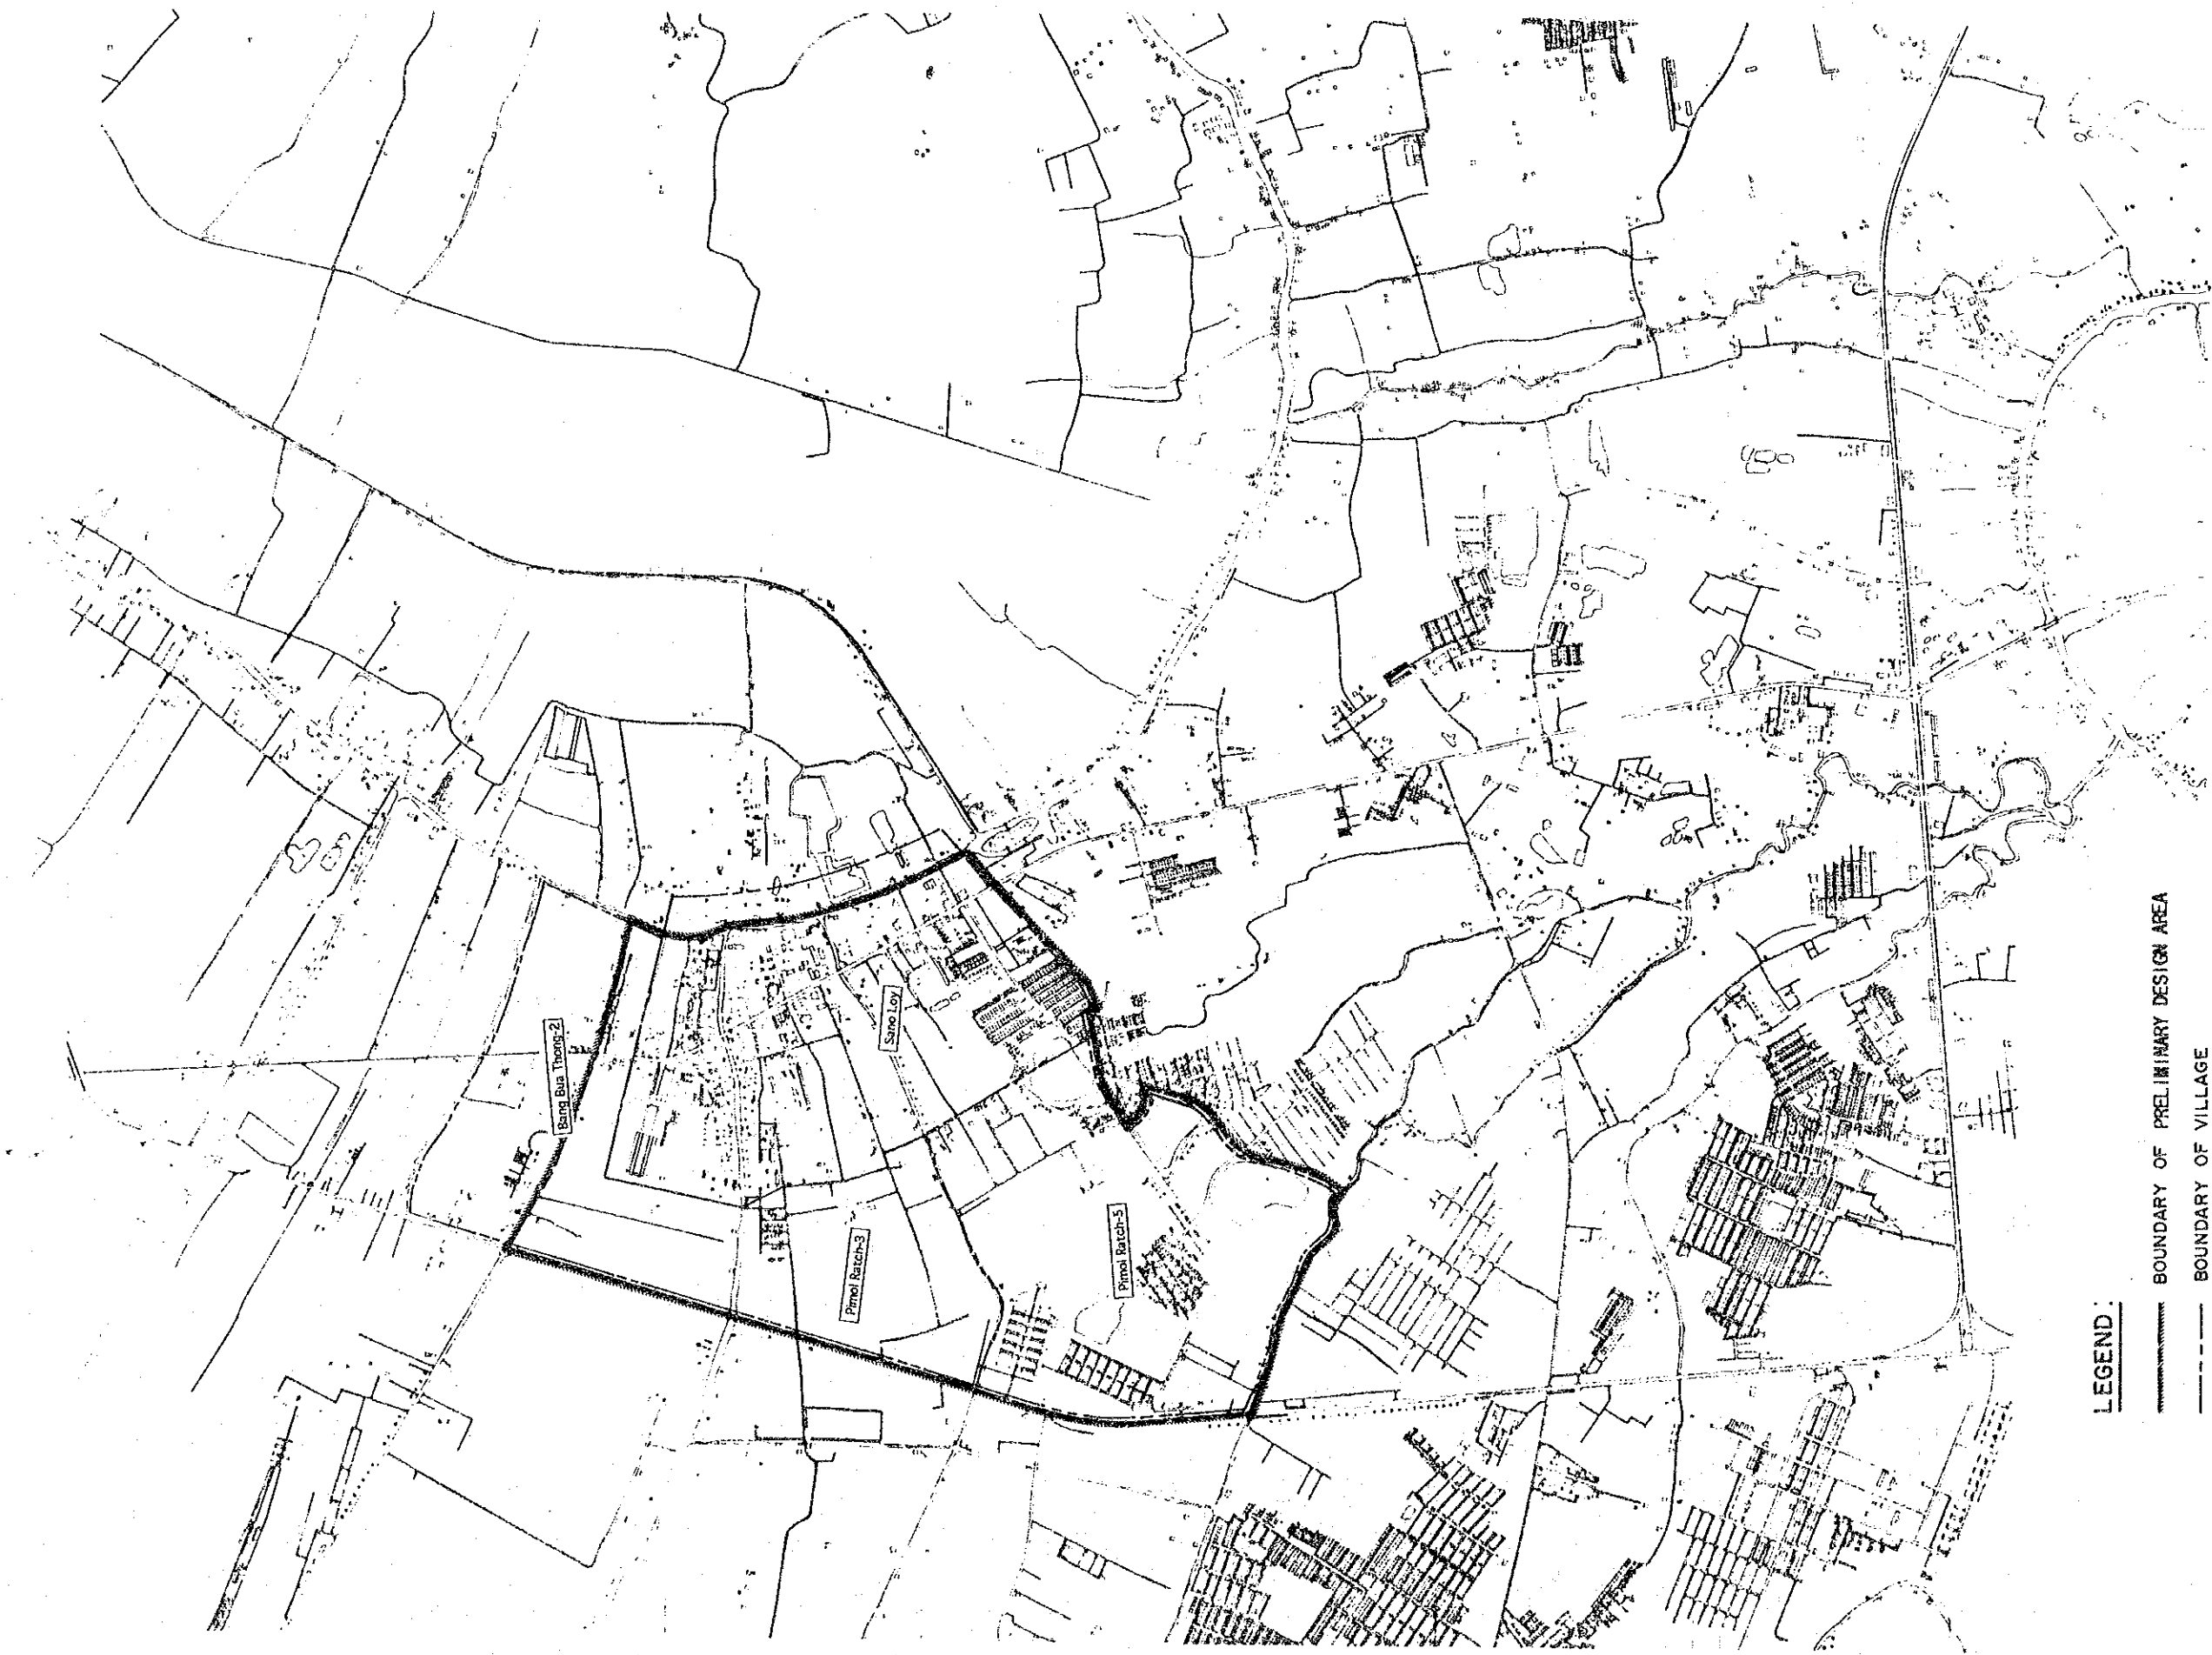 Bang Bua Thong-2
Sano Loy
Pimol Ratch-3
Pimol Ratch-5
LEGEND :
BOUNDARY OF PRELIMINARY DESIGN AREA
BOUNDARY OF VILLAGE